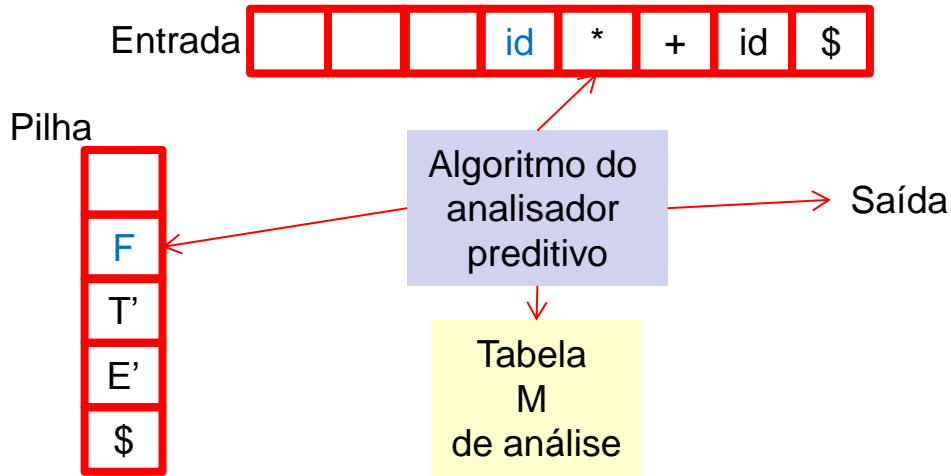 Entrada id * + id $
Pilha
Algoritmo do
analisador
preditivo
Saída
F
T’
E’
$
Tabela
M
de análise